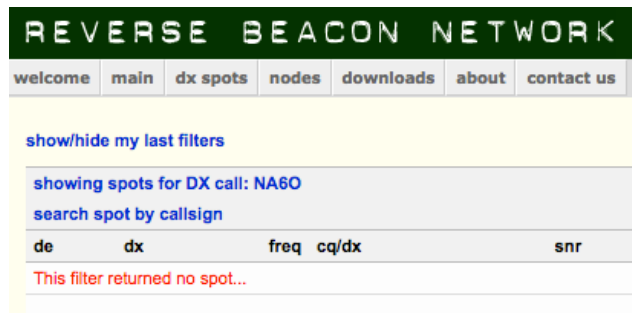 REVERSE BEACON NETWORK
welcome main dx spots nodes downloads about contact us
show/hide my last filters
showing spots for DX call: NA6O
search spot by callsign
de dx freq cq/dx snr
This filter returned no spot...